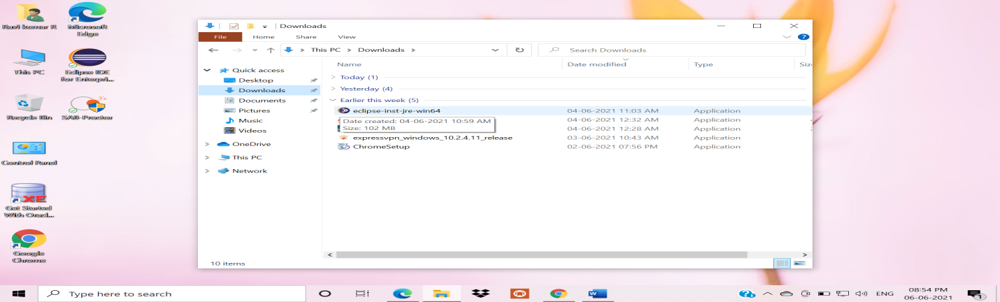 Ravi kumar R
Microsoft
Edge
This PC
Eclipse IDE
for Enterpri...
Recycle Bin
SAB-Proctor
Control Panel
Get Started
With Oracl...
Google
Chrome
Downloads
File Home Share View
This PC > Downloads >
Search Downloads
Name Date modified Type Siz
Quick access
Desktop
Downloads
Documents
Pictures
Music
Videos
OneDrive
This PC
Network
Today (1)
Yesterday (4)
Earlier this week (5)
eclipse-inst-jre-win64 04-06-2021 11:03 AM Application
Date created: 04-06-2021 10:59 AM
Size: 102 MB
04-06-2021 12:32 AM Application
04-06-2021 12:28 AM Application
expressvpn_windows_10.2.4.11_release 03-06-2021 10:43 AM Application
ChromeSetup 02-06-2021 07:56 PM Application
10 items
Type here to search
ENG
08:54 PM
06-06-2021
1